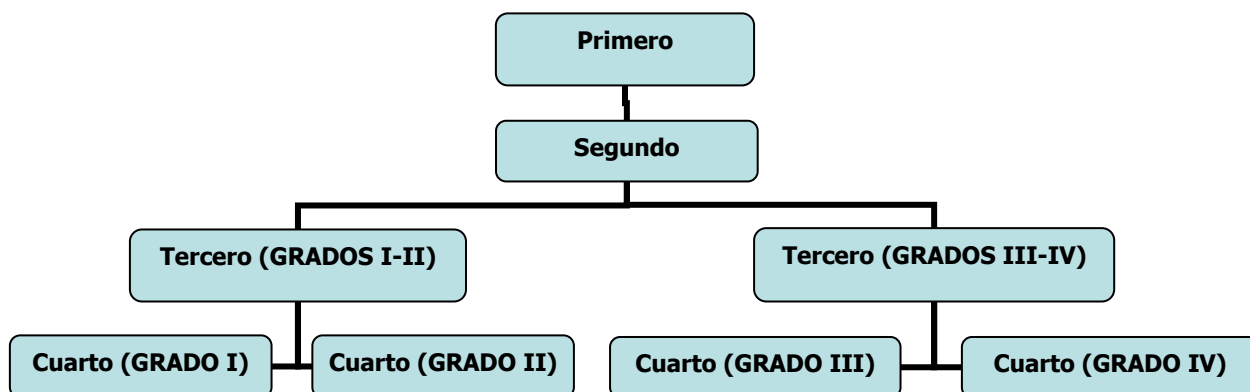 Primero
Segundo
Tercero (GRADOS I-II)
Tercero (GRADOS III-IV)
Cuarto (GRADO I)
Cuarto (GRADO II)
Cuarto (GRADO III)
Cuarto (GRADO IV)